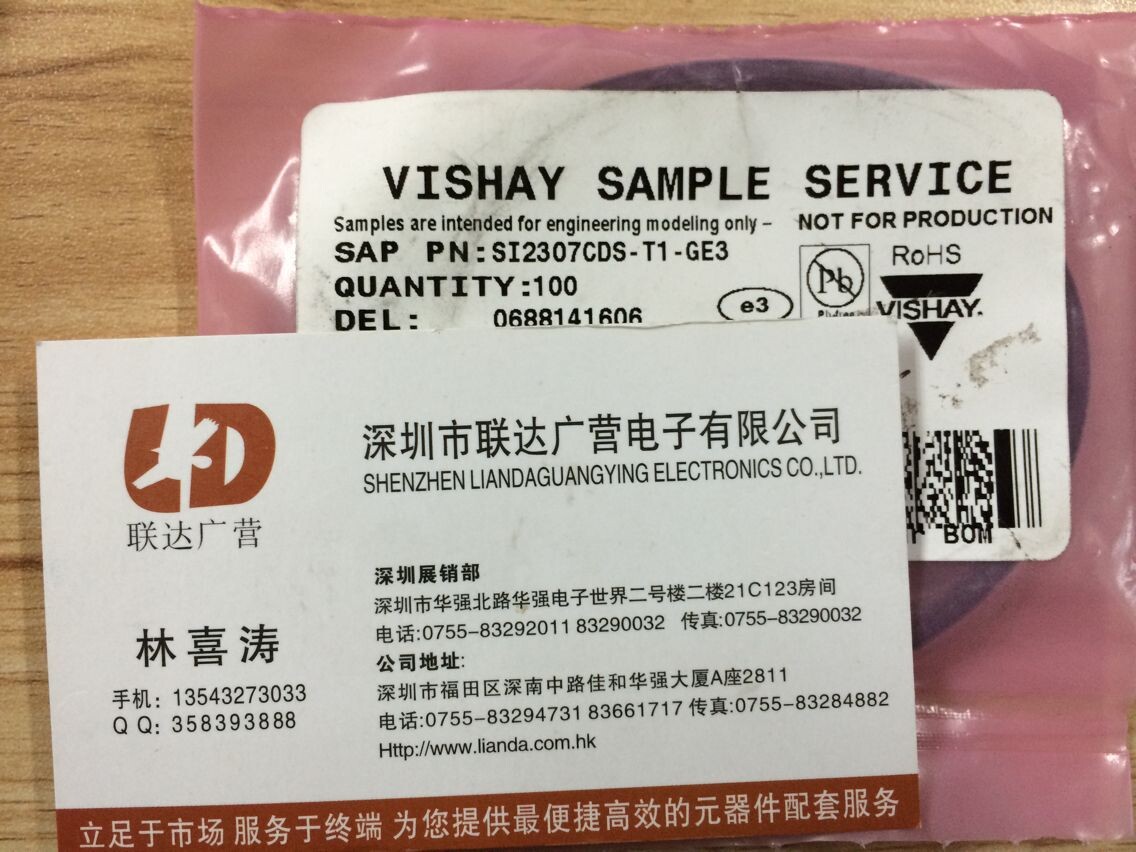 VISHAY SAMPLE SERVICE
Samples are intended for engineering modeling only – NOT FOR PRODUCTION
SAP PN:SI2307CDS-T1-GE3
QUANTITY:100
DEL: 0688141606
e3
Pb
RoHS
VISHAY.
BOM
联达广营
深圳市联达广营电子有限公司
SHENZHEN LIANDAGUANGYING ELECTRONICS CO.,LTD.
林喜涛
手机: 13543273033
QQ: 358393888
深圳展销部
深圳市华强北路华强电子世界二号楼二楼21C123房间
电话:0755-83292011 83290032 传真:0755-83290032
公司地址:
深圳市福田区深南中路佳和华强大厦A座2811
电话:0755-83294731 83661717 传真:0755-83284882
Http://www.lianda.com.hk
立足于市场 服务于终端 为您提供最便捷高效的元器件配套服务